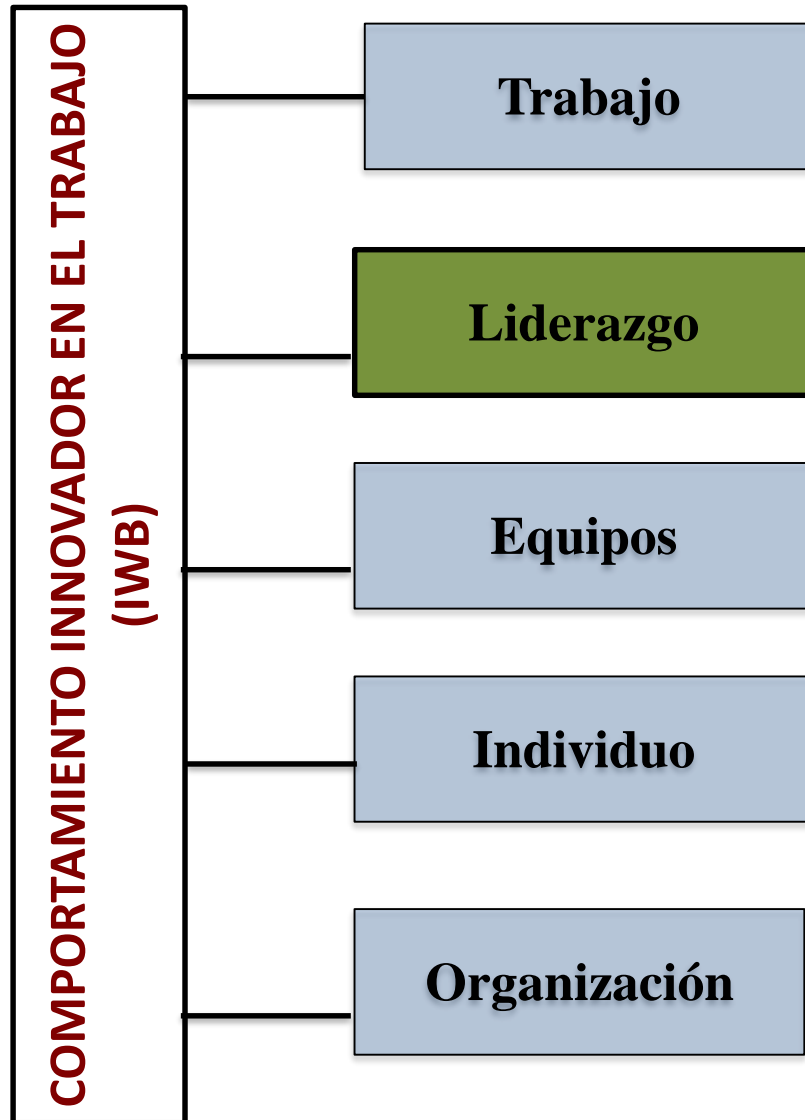 COMPORTAMIENTO INNOVADOR EN EL TRABAJO
(IWB)
Trabajo
Liderazgo
Equipos
Individuo
Organización